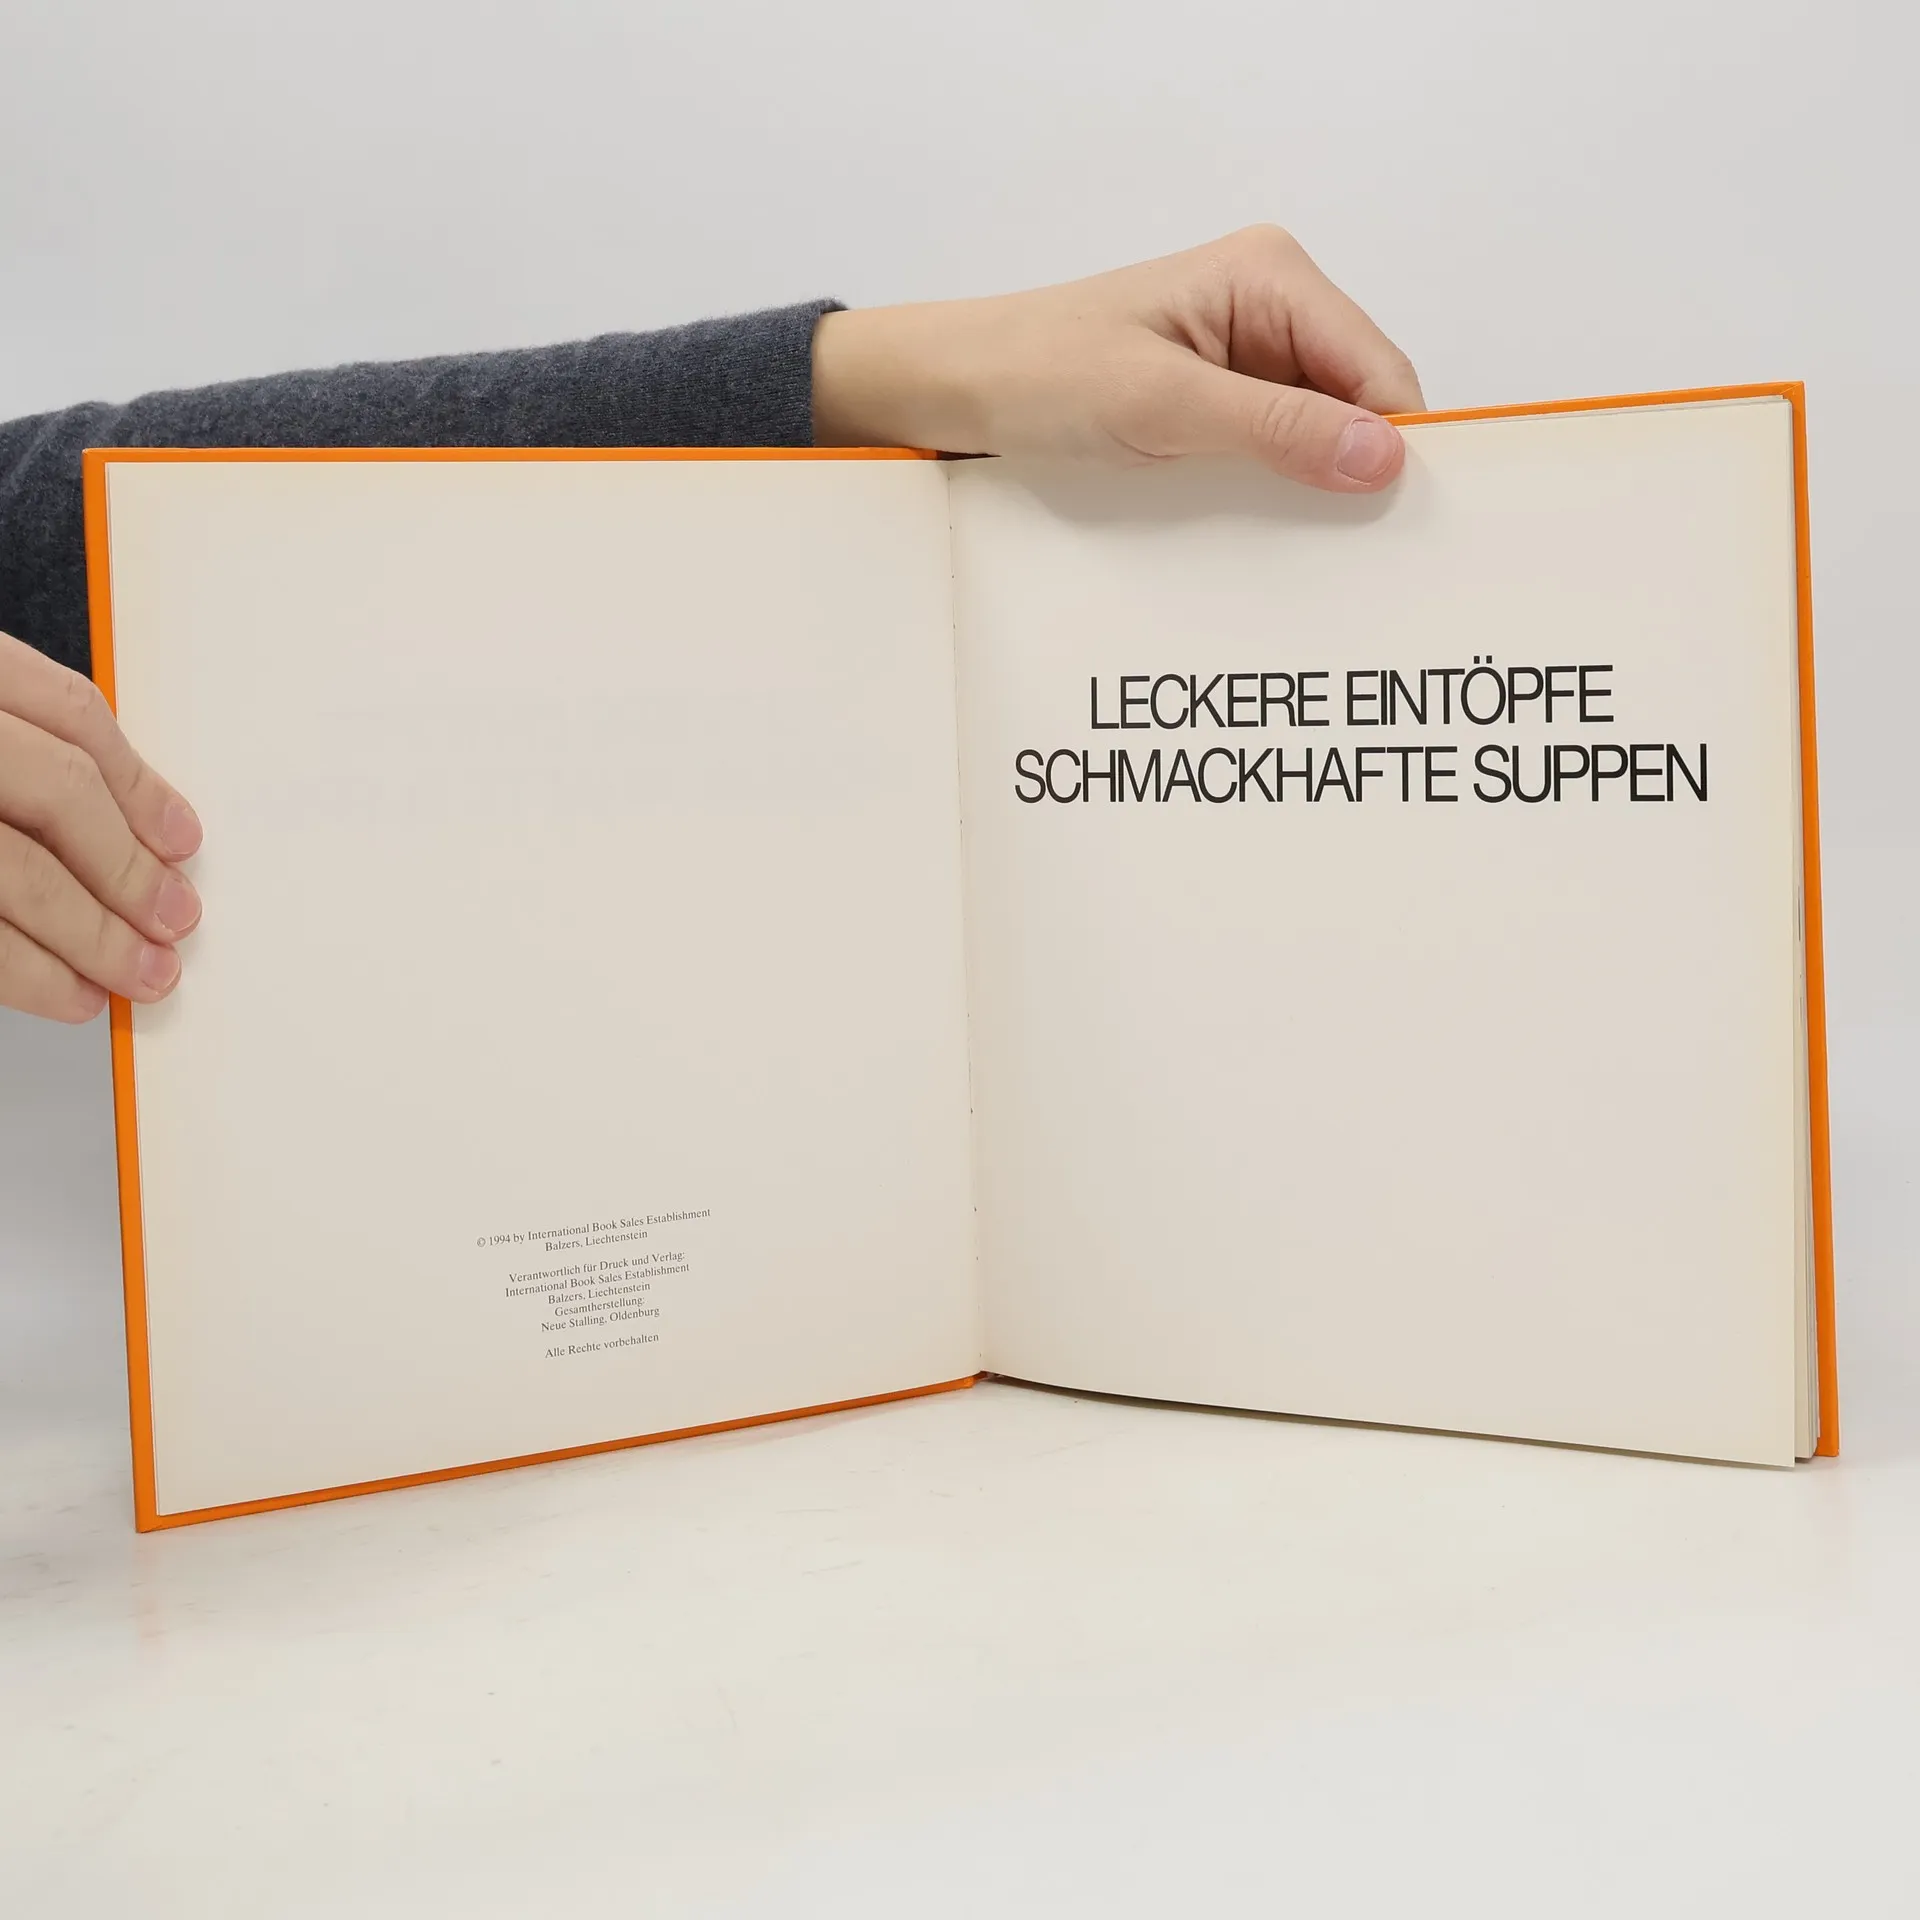 © 1994 by International Book Sales Establishment
Balzers, Liechtenstein
Verantwortlich für Druck und Verlag:
International Book Sales Establishment
Balzers, Liechtenstein
Gesamtherstellung:
Neue Stalling, Oldenburg
Alle Rechte vorbehalten
LECKERE EINTÖPFE
SCHMACKHAFTE SUPPEN